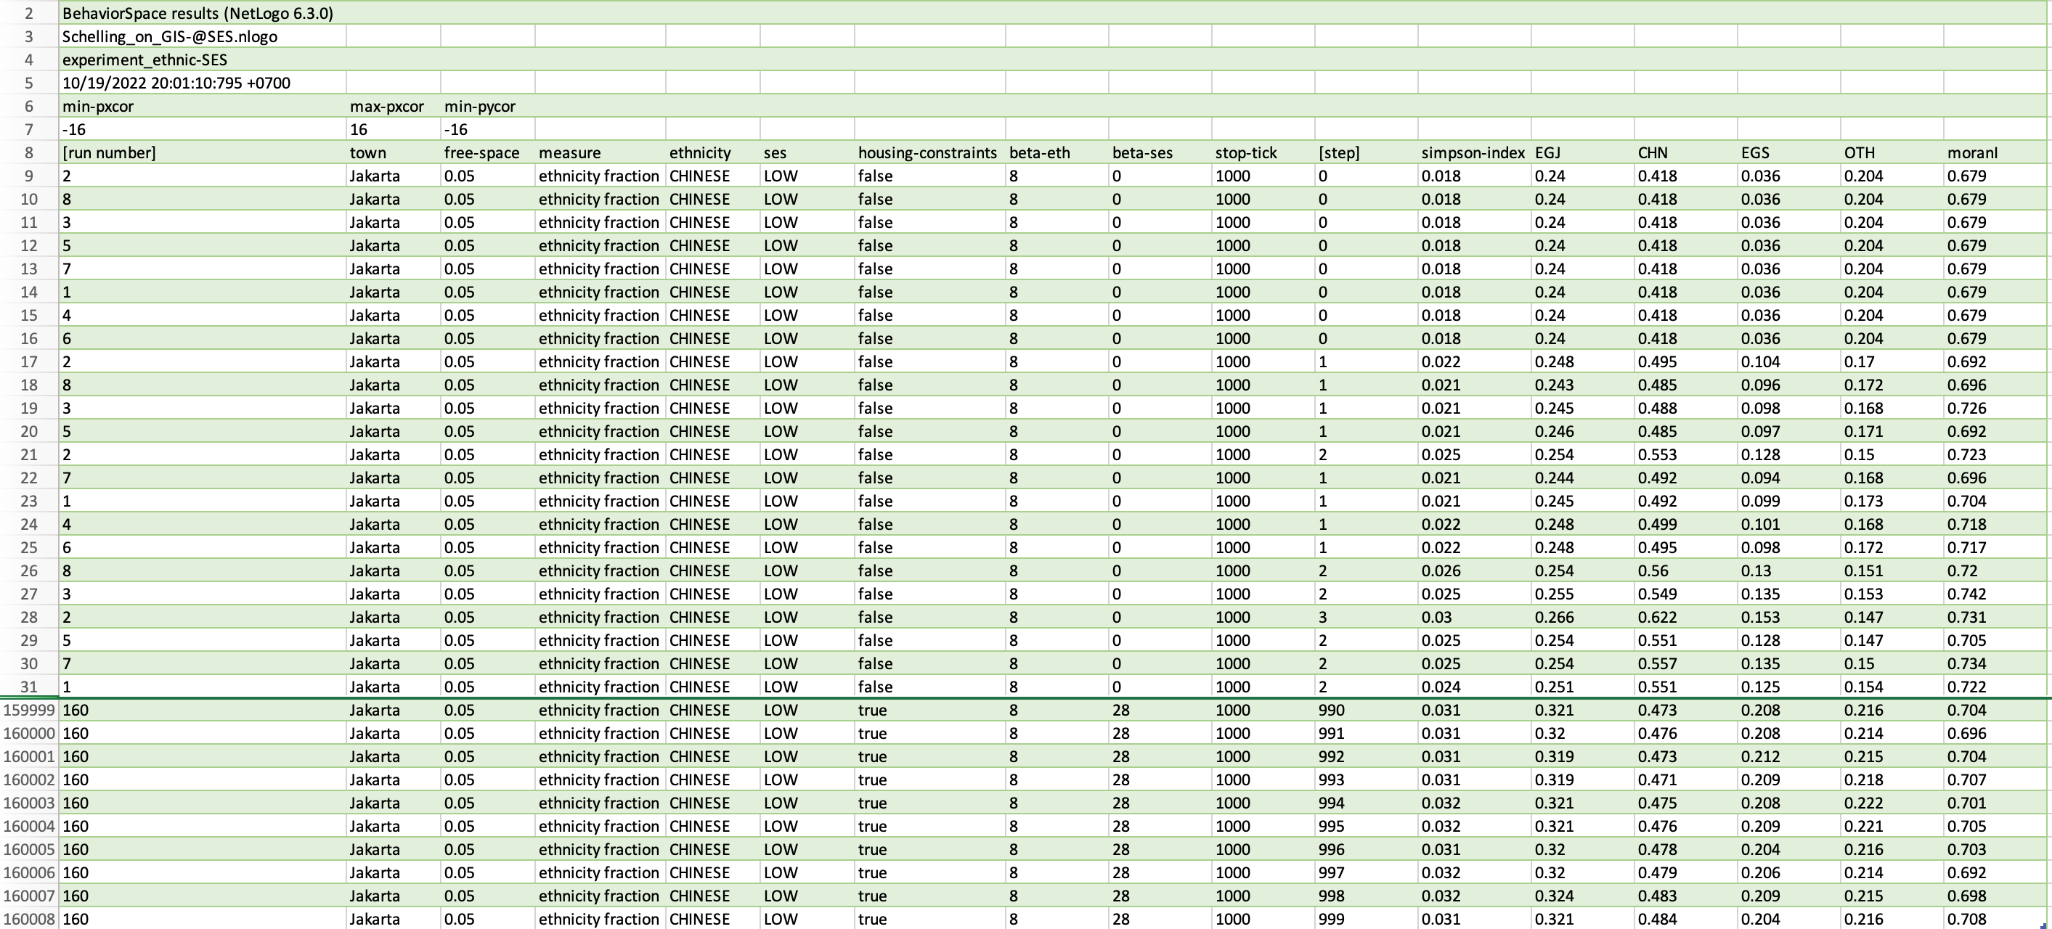 2 BehaviorSpace results (NetLogo 6.3.0)
3 Schelling_on_GIS-@SES.nlogo
4 experiment_ethnic-SES
5 10/19/2022 20:01:10:795 +0700
6 min-pxcor max-pxcor min-pycor
7 -16 16 -16
8 [run number] town free-space measure ethnicity ses housing-constraints beta-eth beta-ses stop-tick [step] simpson-index EGJ CHN EGS OTH moranI
9 2 Jakarta 0.05 ethnicity fraction CHINESE LOW false 8 0 1000 0 0.018 0.24 0.418 0.036 0.204 0.679
10 8 Jakarta 0.05 ethnicity fraction CHINESE LOW false 8 0 1000 0 0.018 0.24 0.418 0.036 0.204 0.679
11 3 Jakarta 0.05 ethnicity fraction CHINESE LOW false 8 0 1000 0 0.018 0.24 0.418 0.036 0.204 0.679
12 5 Jakarta 0.05 ethnicity fraction CHINESE LOW false 8 0 1000 0 0.018 0.24 0.418 0.036 0.204 0.679
13 7 Jakarta 0.05 ethnicity fraction CHINESE LOW false 8 0 1000 0 0.018 0.24 0.418 0.036 0.204 0.679
14 1 Jakarta 0.05 ethnicity fraction CHINESE LOW false 8 0 1000 0 0.018 0.24 0.418 0.036 0.204 0.679
15 4 Jakarta 0.05 ethnicity fraction CHINESE LOW false 8 0 1000 0 0.018 0.24 0.418 0.036 0.204 0.679
16 6 Jakarta 0.05 ethnicity fraction CHINESE LOW false 8 0 1000 0 0.018 0.24 0.418 0.036 0.204 0.679
17 2 Jakarta 0.05 ethnicity fraction CHINESE LOW false 8 0 1000 1 0.022 0.248 0.495 0.104 0.17 0.692
18 8 Jakarta 0.05 ethnicity fraction CHINESE LOW false 8 0 1000 1 0.021 0.243 0.485 0.096 0.172 0.696
19 3 Jakarta 0.05 ethnicity fraction CHINESE LOW false 8 0 1000 1 0.021 0.245 0.488 0.098 0.168 0.726
20 5 Jakarta 0.05 ethnicity fraction CHINESE LOW false 8 0 1000 1 0.021 0.246 0.485 0.097 0.171 0.692
21 2 Jakarta 0.05 ethnicity fraction CHINESE LOW false 8 0 1000 2 0.025 0.254 0.553 0.128 0.15 0.723
22 7 Jakarta 0.05 ethnicity fraction CHINESE LOW false 8 0 1000 1 0.021 0.244 0.492 0.094 0.168 0.696
23 1 Jakarta 0.05 ethnicity fraction CHINESE LOW false 8 0 1000 1 0.021 0.245 0.492 0.099 0.173 0.704
24 4 Jakarta 0.05 ethnicity fraction CHINESE LOW false 8 0 1000 1 0.022 0.248 0.499 0.101 0.168 0.718
25 6 Jakarta 0.05 ethnicity fraction CHINESE LOW false 8 0 1000 1 0.022 0.248 0.495 0.098 0.172 0.717
26 8 Jakarta 0.05 ethnicity fraction CHINESE LOW false 8 0 1000 2 0.026 0.254 0.56 0.13 0.151 0.72
27 3 Jakarta 0.05 ethnicity fraction CHINESE LOW false 8 0 1000 2 0.025 0.255 0.549 0.135 0.153 0.742
28 2 Jakarta 0.05 ethnicity fraction CHINESE LOW false 8 0 1000 3 0.03 0.266 0.622 0.153 0.147 0.731
29 5 Jakarta 0.05 ethnicity fraction CHINESE LOW false 8 0 1000 2 0.025 0.254 0.551 0.128 0.147 0.705
30 7 Jakarta 0.05 ethnicity fraction CHINESE LOW false 8 0 1000 2 0.025 0.254 0.557 0.135 0.15 0.734
31 1 Jakarta 0.05 ethnicity fraction CHINESE LOW false 8 0 1000 2 0.024 0.251 0.551 0.125 0.154 0.722
159999 160 Jakarta 0.05 ethnicity fraction CHINESE LOW true 8 28 1000 990 0.031 0.321 0.473 0.208 0.216 0.704
160000 160 Jakarta 0.05 ethnicity fraction CHINESE LOW true 8 28 1000 991 0.031 0.32 0.476 0.208 0.214 0.696
160001 160 Jakarta 0.05 ethnicity fraction CHINESE LOW true 8 28 1000 992 0.031 0.319 0.473 0.212 0.215 0.704
160002 160 Jakarta 0.05 ethnicity fraction CHINESE LOW true 8 28 1000 993 0.031 0.319 0.471 0.209 0.218 0.707
160003 160 Jakarta 0.05 ethnicity fraction CHINESE LOW true 8 28 1000 994 0.032 0.321 0.475 0.208 0.222 0.701
160004 160 Jakarta 0.05 ethnicity fraction CHINESE LOW true 8 28 1000 995 0.032 0.321 0.476 0.209 0.221 0.705
160005 160 Jakarta 0.05 ethnicity fraction CHINESE LOW true 8 28 1000 996 0.031 0.32 0.478 0.204 0.216 0.703
160006 160 Jakarta 0.05 ethnicity fraction CHINESE LOW true 8 28 1000 997 0.032 0.32 0.479 0.206 0.214 0.692
160007 160 Jakarta 0.05 ethnicity fraction CHINESE LOW true 8 28 1000 998 0.032 0.324 0.483 0.209 0.215 0.698
160008 160 Jakarta 0.05 ethnicity fraction CHINESE LOW true 8 28 1000 999 0.031 0.321 0.484 0.204 0.216 0.708